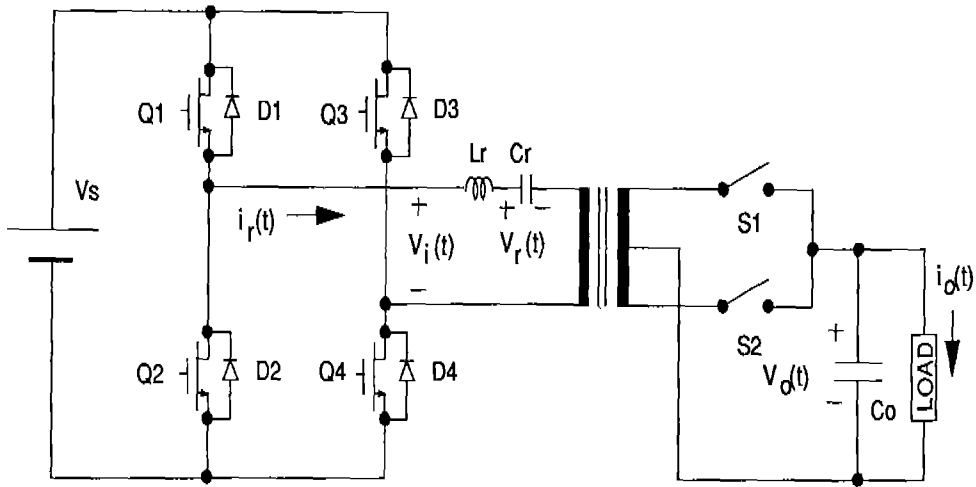 Q1
D1
Q3
D3
Vs
i_r(t)
+
V_i(t)
−
Lr
Cr
+
−
V_r(t)
S1
S2
i_o(t)
+
V_o(t)
−
Co
LOAD
Q2
D2
Q4
D4